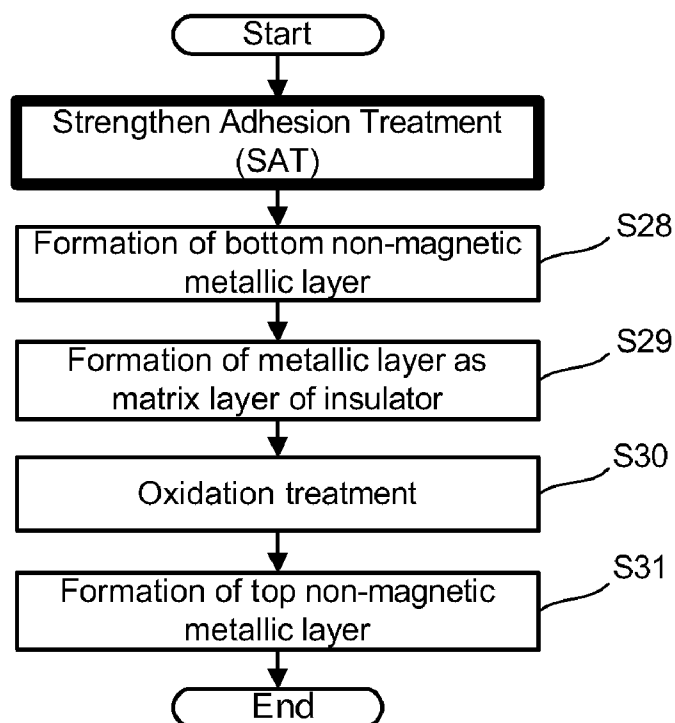 Start
Strengthen Adhesion Treatment
(SAT)
Formation of bottom non-magnetic
metallic layer
S28
Formation of metallic layer as
matrix layer of insulator
S29
Oxidation treatment
S30
Formation of top non-magnetic
metallic layer
S31
End